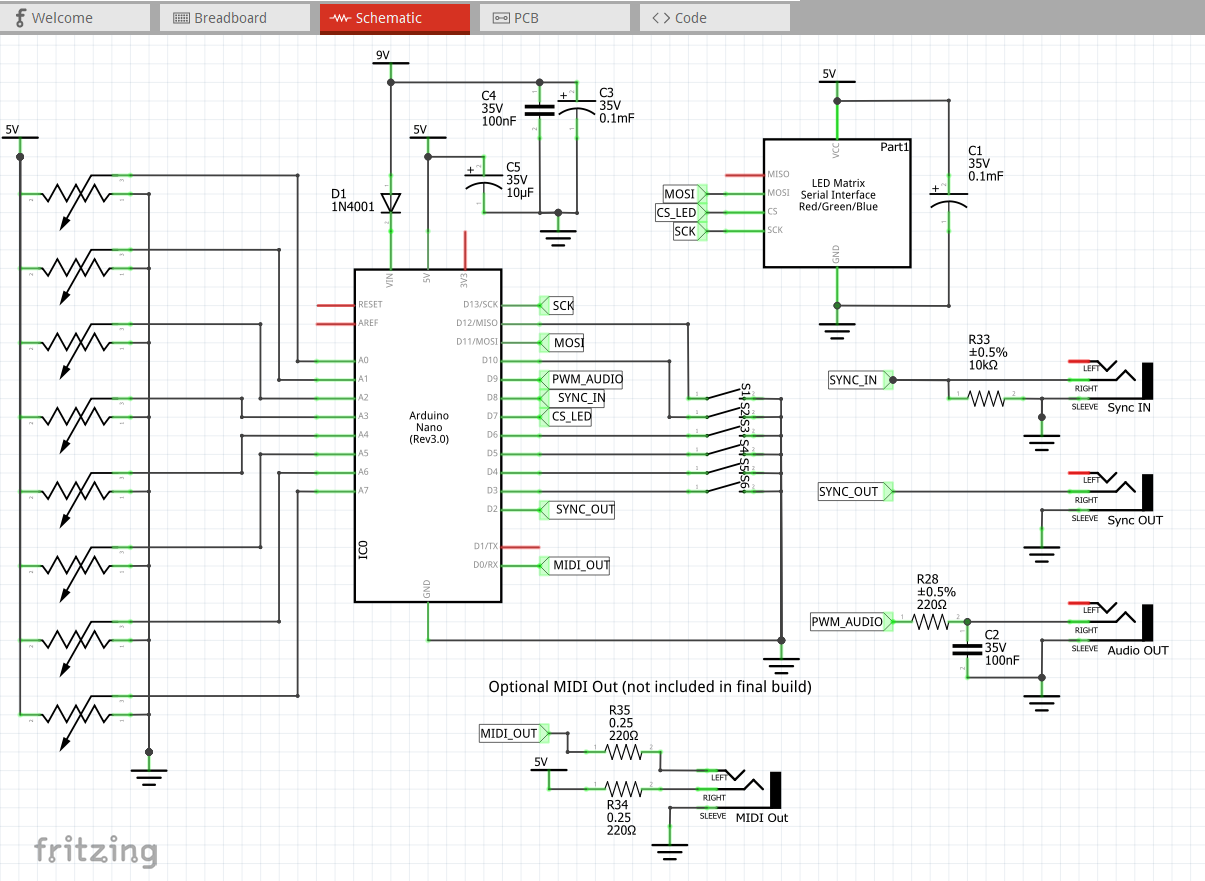 Welcome
Breadboard
Schematic
PCB
Code
9V
C4
35V
100nF
C3
35V
0.1mF
5V
5V
C5
35V
10µF
D1
1N4001
VIN
5V
3V3
RESET
AREF
A0
A1
A2
A3
A4
A5
A6
A7
Arduino
Nano
(Rev3.0)
IC0
GND
D13/SCK
D12/MISO
D11/MOSI
D10
D9
D8
D7
D6
D5
D4
D3
D2
D1/TX
D0/RX
SCK
MOSI
PWM_AUDIO
SYNC_IN
CS_LED
SYNC_OUT
MIDI_OUT
S1
S2
S3
S4
S5
S6
5V
VCC
Part1
MISO
MOSI
CS
SCK
LED Matrix
Serial Interface
Red/Green/Blue
GND
MOSI
CS_LED
SCK
C1
35V
0.1mF
R33
±0.5%
10kΩ
SYNC_IN
LEFT
RIGHT
SLEEVE
Sync IN
SYNC_OUT
LEFT
RIGHT
SLEEVE
Sync OUT
R28
±0.5%
220Ω
PWM_AUDIO
C2
35V
100nF
LEFT
RIGHT
SLEEVE
Audio OUT
Optional MIDI Out (not included in final build)
MIDI_OUT
R35
0.25
220Ω
5V
R34
0.25
220Ω
LEFT
RIGHT
SLEEVE
MIDI Out
fritzing